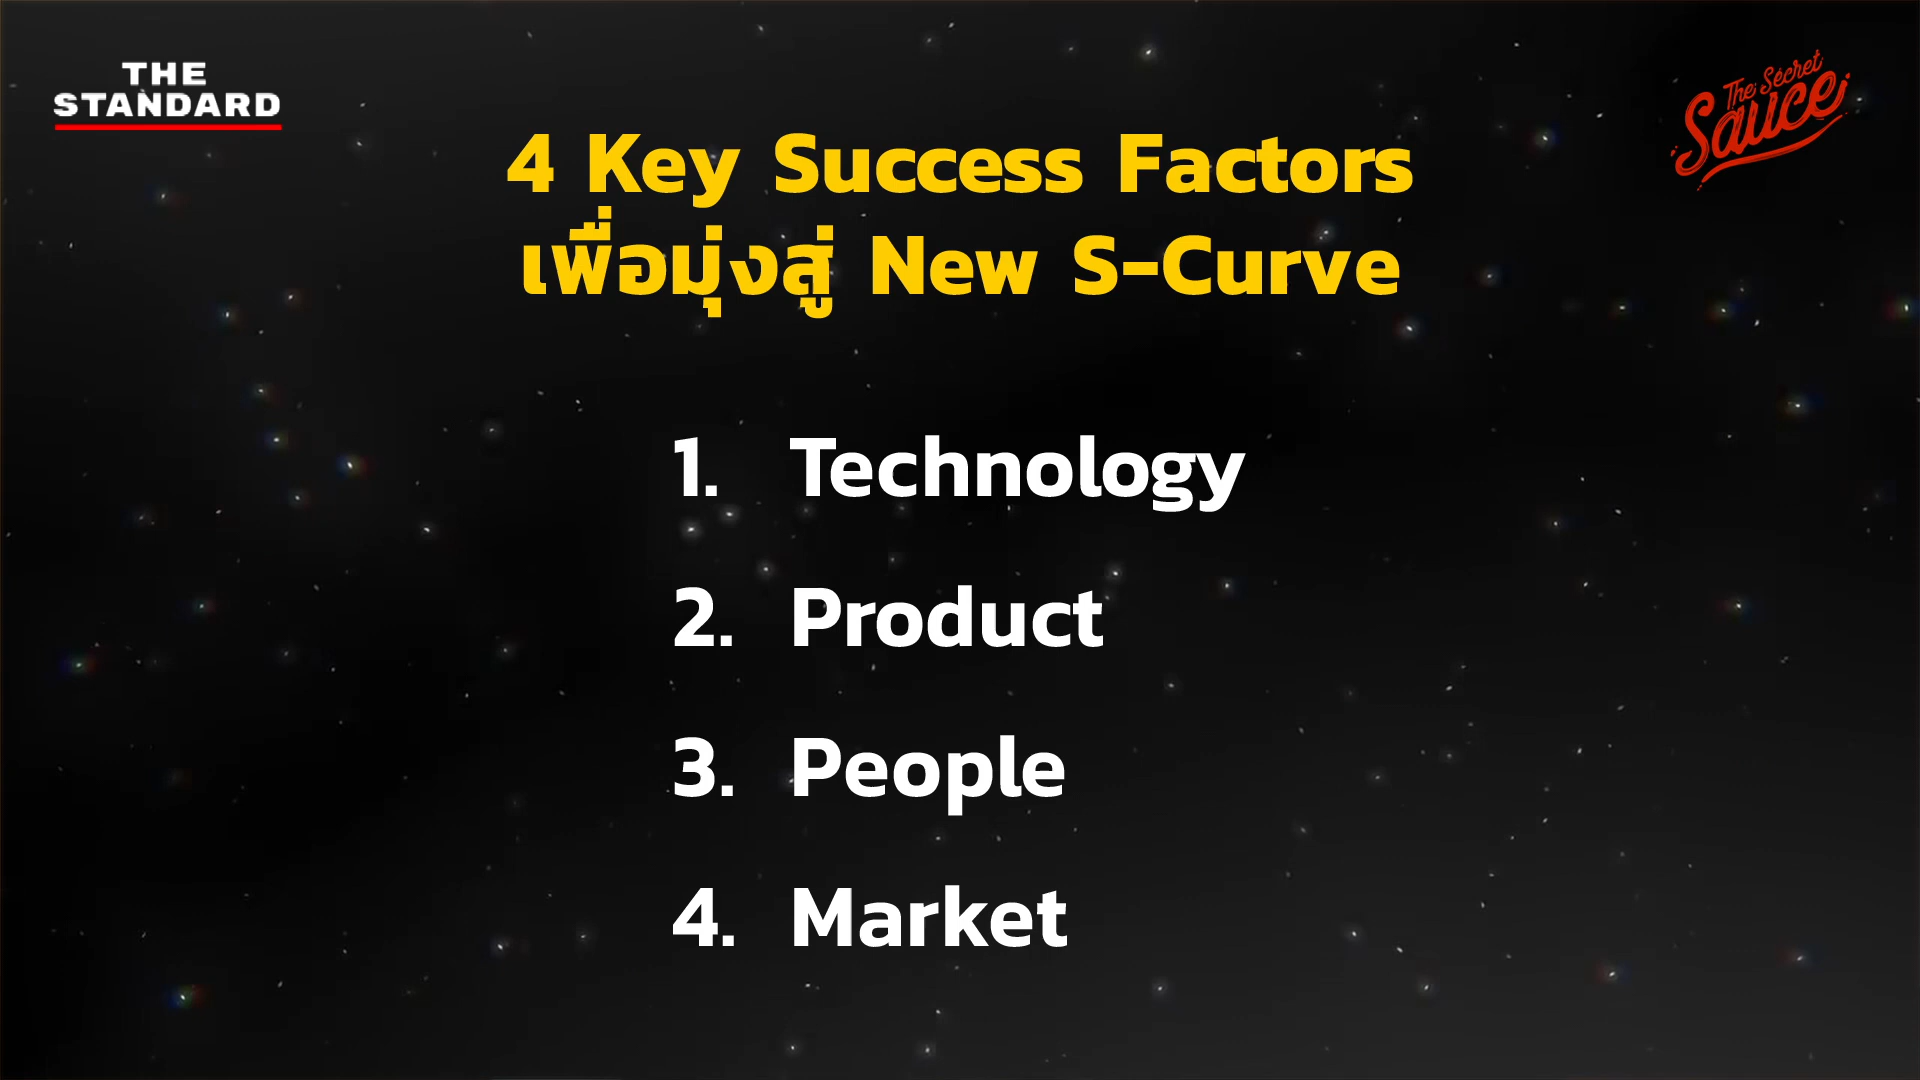 THE
STANDARD
The Secret
Sauce
4 Key Success Factors
เพื่อมุ่งสู่ New S-Curve
1. Technology
2. Product
3. People
4. Market